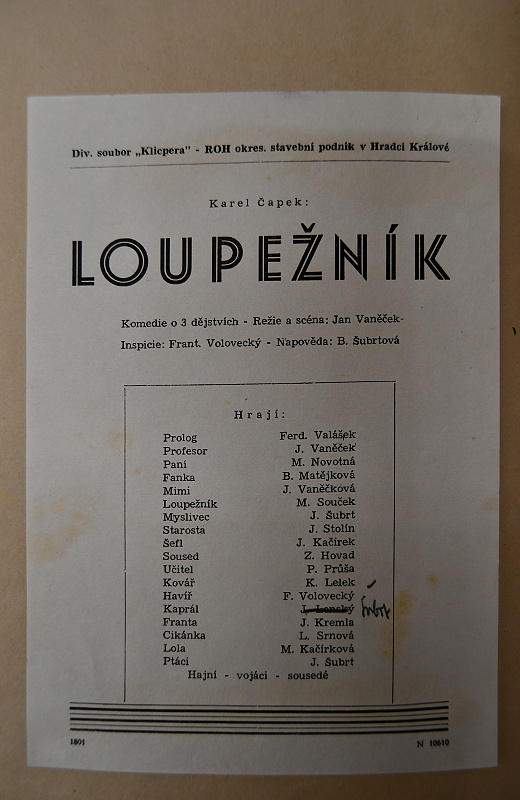 Div. soubor „Klicpera" - ROH okres. stavební podnik v Hradci Králové
Karel Čapek:
LOUPEŽNÍK
Komedie o 3 dějstvích - Režie a scéna: Jan Vaněček-
Inspicie: Frant. Volovecký - Napověda: B. Šubrtová
Hrají:
Prolog Ferd. Valášek
Profesor J. Vaněček
Paní M. Novotná
Fanka B. Matějková
Mimi J. Vaněčková
Loupežník M. Souček
Myslivec J. Šubrt
Starosta J. Stolín
Šefl J. Kačírek
Soused Z. Hovad
Učitel P. Průša
Kovář K. Lelek
Havíř F. Volovecký
Kaprál J. Lenský Šubrt
Franta J. Kremla
Cikánka L. Srnová
Lola M. Kačírková
Ptáci J. Šubrt
Hajní - vojáci - sousedé
1801 N 10610